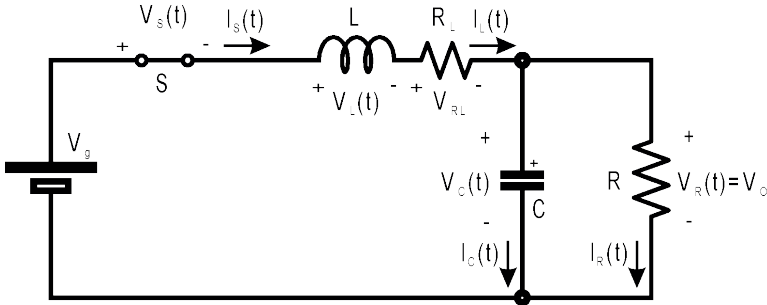 V_S(t) I_S(t) L R_L I_L(t)
+ - 
S + V_L(t) - + V_RL -
V_g
+ + +
V_C(t) C R V_R(t)=V_O
- -
I_C(t) I_R(t)